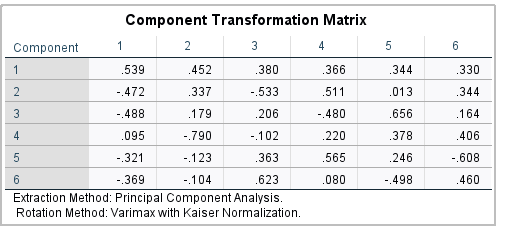 Component Transformation Matrix
Component 1 2 3 4 5 6
1 .539 .452 .380 .366 .344 .330
2 -.472 .337 -.533 .511 .013 .344
3 -.488 .179 .206 -.480 .656 .164
4 .095 -.790 -.102 .220 .378 .406
5 -.321 -.123 .363 .565 .246 -.608
6 -.369 -.104 .623 .080 -.498 .460
Extraction Method: Principal Component Analysis.
Rotation Method: Varimax with Kaiser Normalization.